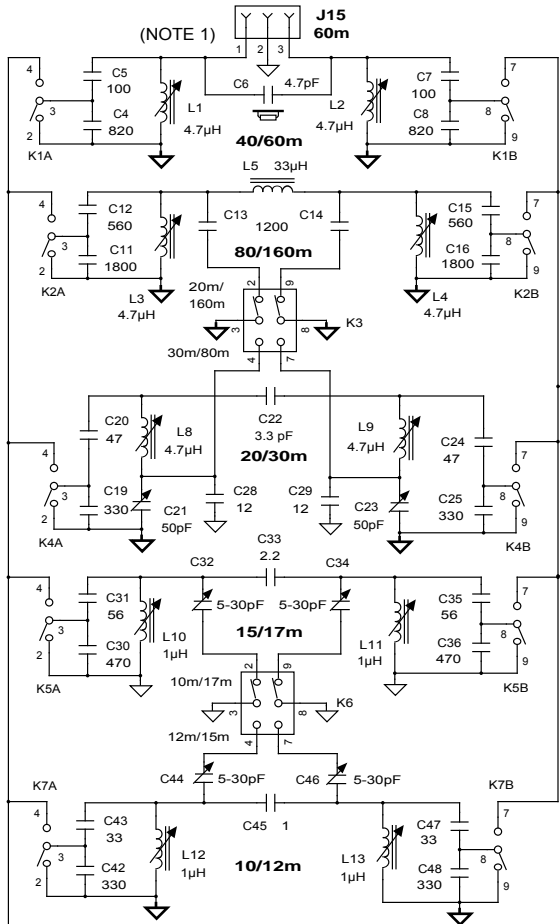 J15
60m
(NOTE 1)
1 2 3
4 C5 100 C6 4.7pF C7 100 7
3 L1 4.7µH L2 4.7µH 8
2 C4 820 C8 820 9
K1A 40/60m K1B
L5 33µH
4 C12 560 C13 1200 C14 C15 560 7
3 C11 1800 80/160m C16 1800 8
2 9
K2A L3 4.7µH L4 4.7µH K2B
20m/
160m
2 9
3 8 K3
30m/80m
4 7
C20 47 L8 4.7µH C22 3.3 pF L9 4.7µH C24 47
20/30m
4 7
3 C19 330 C21 50pF C28 12 C29 12 C23 50pF C25 330 8
2 9
K4A K4B
C33 2.2
C32 C34
4 C31 56 5-30pF 5-30pF C35 56 7
3 C30 470 L10 1µH 15/17m L11 1µH C36 470 8
2 9
K5A K5B
10m/17m
2 9
3 8 K6
12m/15m
4 7
C44 5-30pF C46 5-30pF
K7A K7B
4 C43 33 C45 1 C47 33 7
3 C42 330 L12 1µH L13 1µH C48 330 8
2 9
10/12m